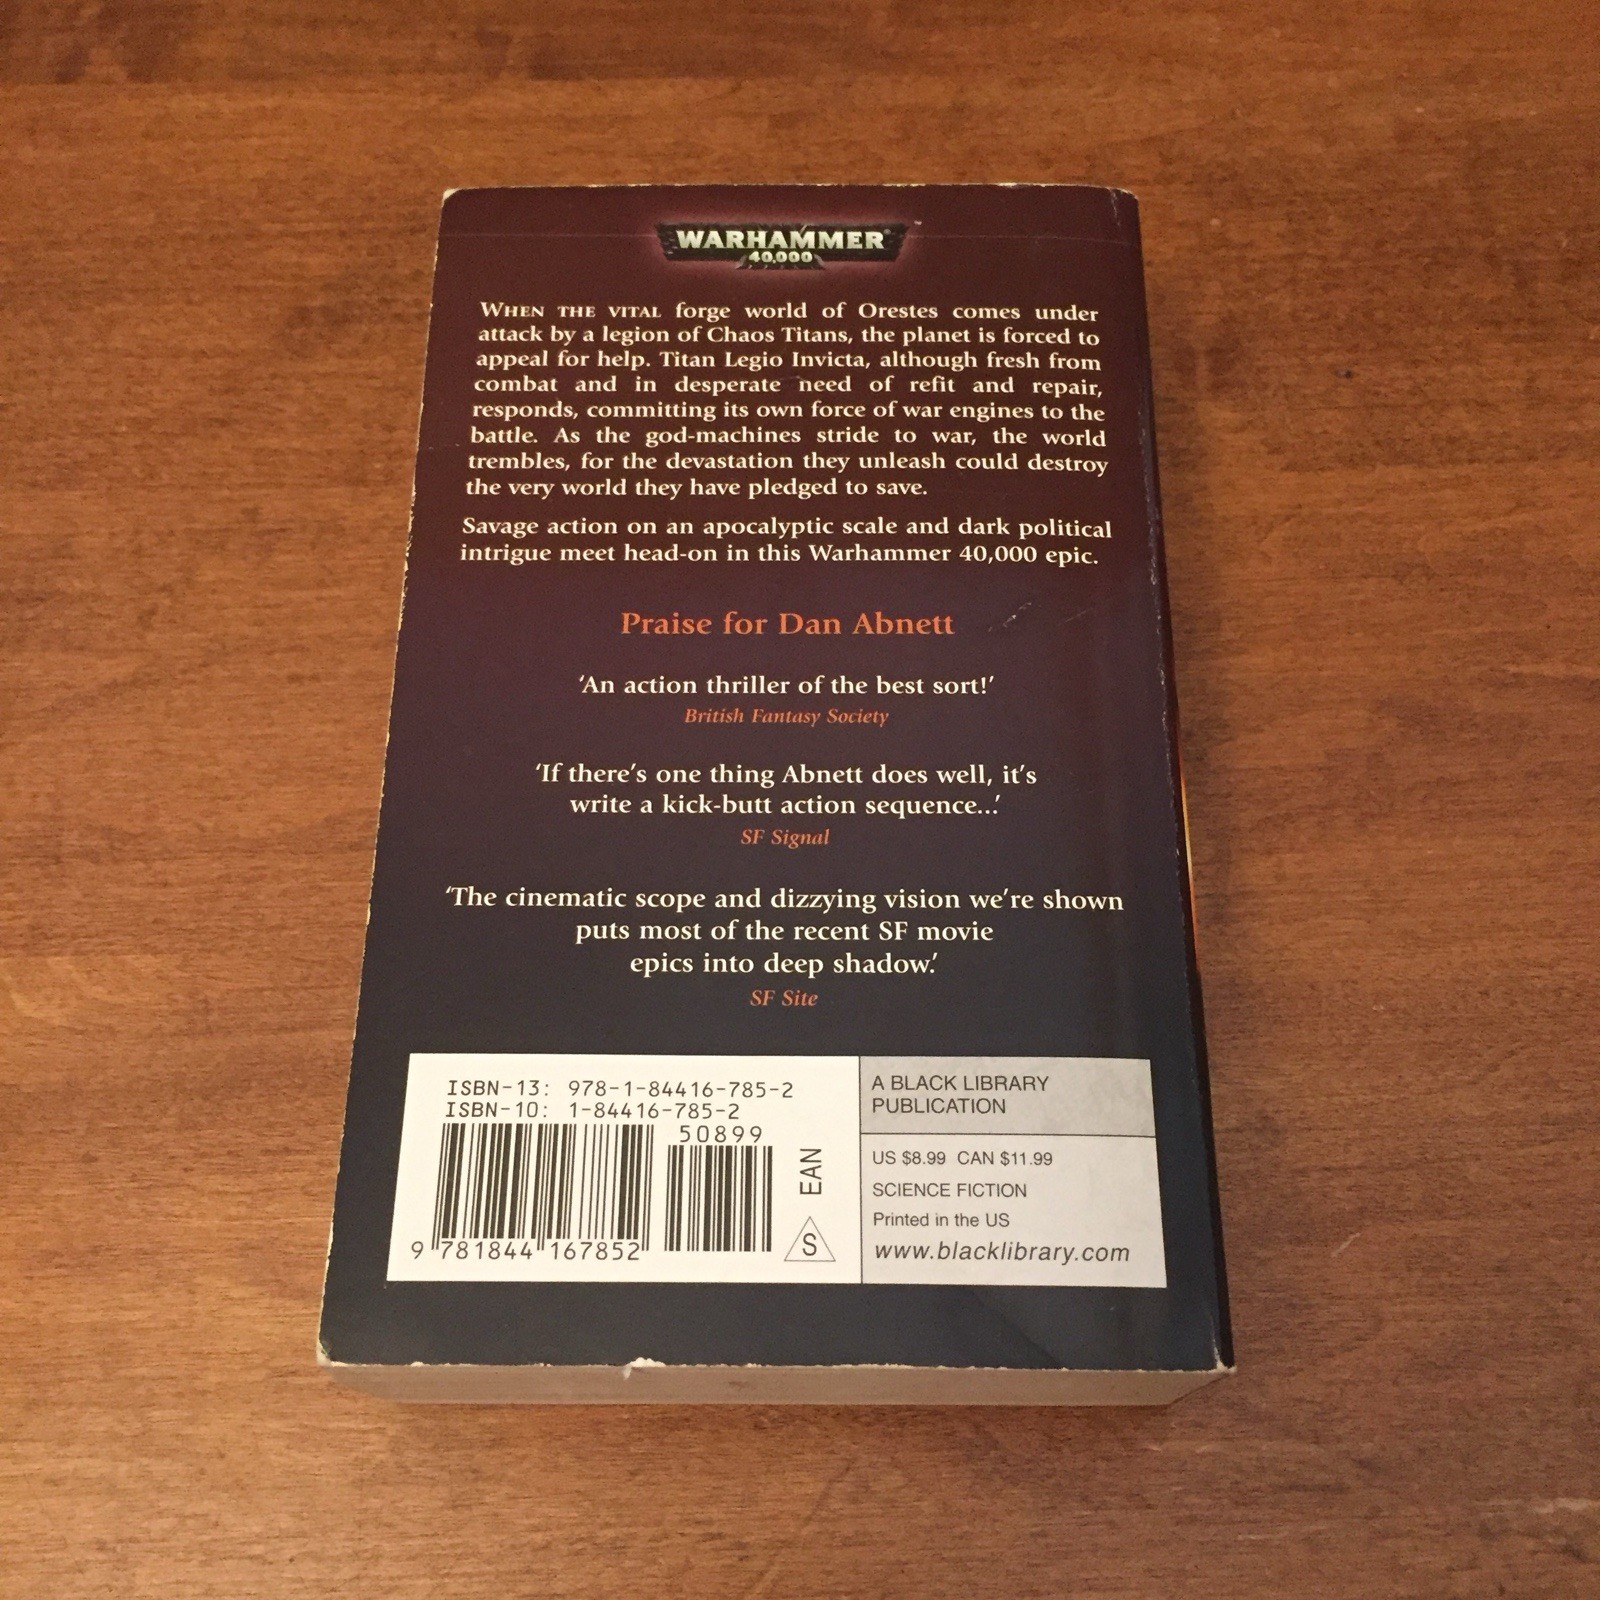 WARHAMMER
40,000
WHEN THE VITAL forge world of Orestes comes under
attack by a legion of Chaos Titans, the planet is forced to
appeal for help. Titan Legio Invicta, although fresh from
combat and in desperate need of refit and repair,
responds, committing its own force of war engines to the
battle. As the god-machines stride to war, the world
trembles, for the devastation they unleash could destroy
the very world they have pledged to save.
Savage action on an apocalyptic scale and dark political
intrigue meet head-on in this Warhammer 40,000 epic.
Praise for Dan Abnett
‘An action thriller of the best sort!’
British Fantasy Society
‘If there’s one thing Abnett does well, it’s
write a kick-butt action sequence...’
SF Signal
‘The cinematic scope and dizzying vision we’re shown
puts most of the recent SF movie
epics into deep shadow.’
SF Site
ISBN-13: 978-1-84416-785-2
ISBN-10: 1-84416-785-2
50899
EAN
S
9 781844 167852
A BLACK LIBRARY
PUBLICATION
US $8.99 CAN $11.99
SCIENCE FICTION
Printed in the US
www.blacklibrary.com